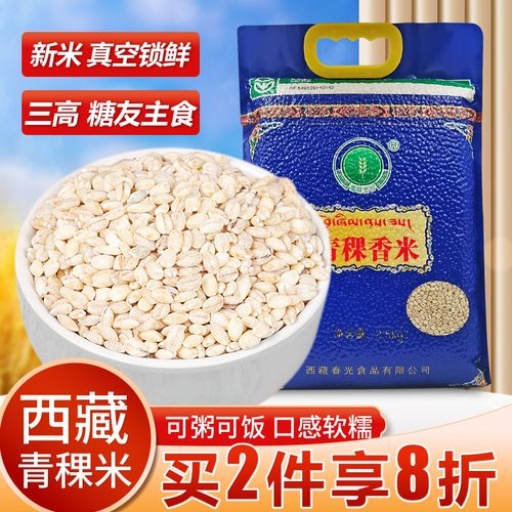 新米 真空锁鲜
三高 糖友主食
青稞香米
西藏春光食品有限公司
西藏
青稞米
可粥可饭 口感软糯
买2件享8折